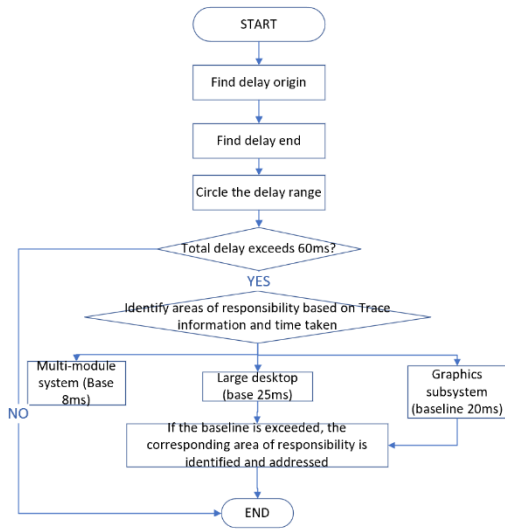 START
Find delay origin
Find delay end
Circle the delay range
Total delay exceeds 60ms?
YES
Identify areas of responsibility based on Trace
information and time taken
Multi-module
system (Base
8ms)
Large desktop
(base 25ms)
Graphics
subsystem
(baseline 20ms)
NO
If the baseline is exceeded, the
corresponding area of responsibility is
identified and addressed
END